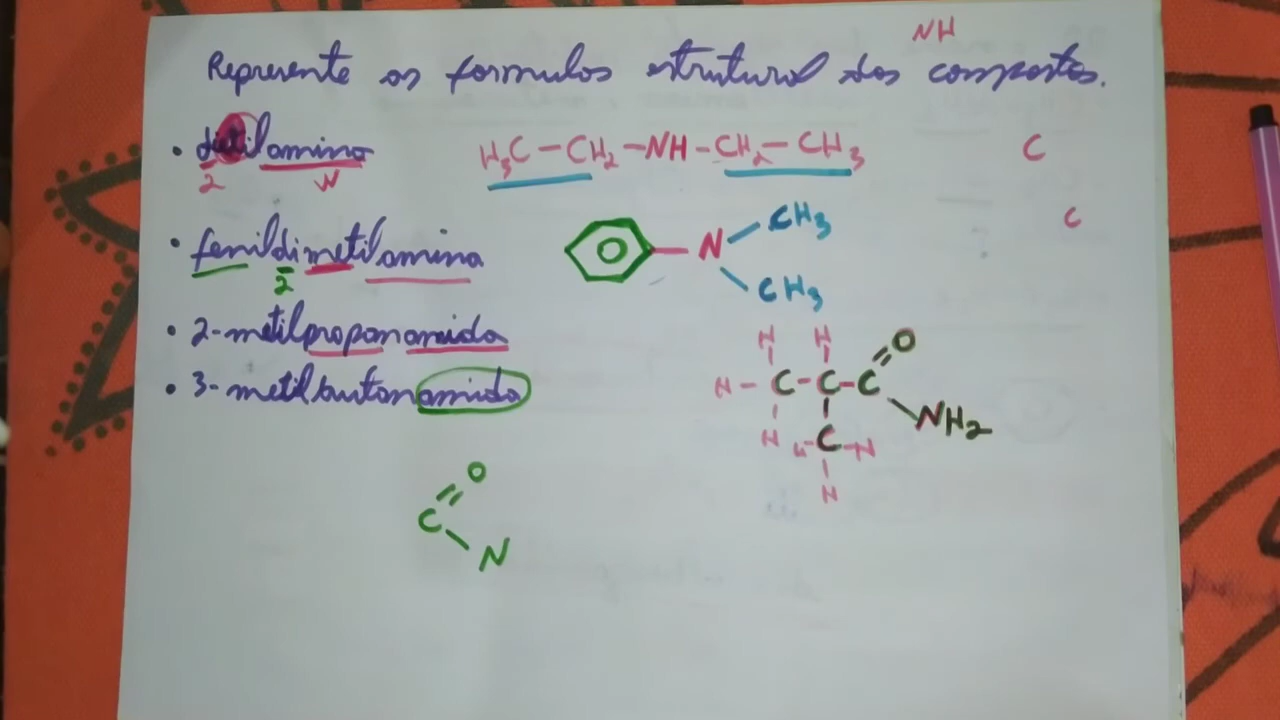 NH
Represente as formulas estrutural dos compostos.
• dietilamina H₃C – CH₂ – NH – CH₂ – CH₃ C
2 N
C
• fenildimetilamina N CH₃
2 CH₃
• 2-metilpropanamida
H H O
• 3-metilbutanamida H – C – C – C NH₂
H H – C – H
H
O
C
N